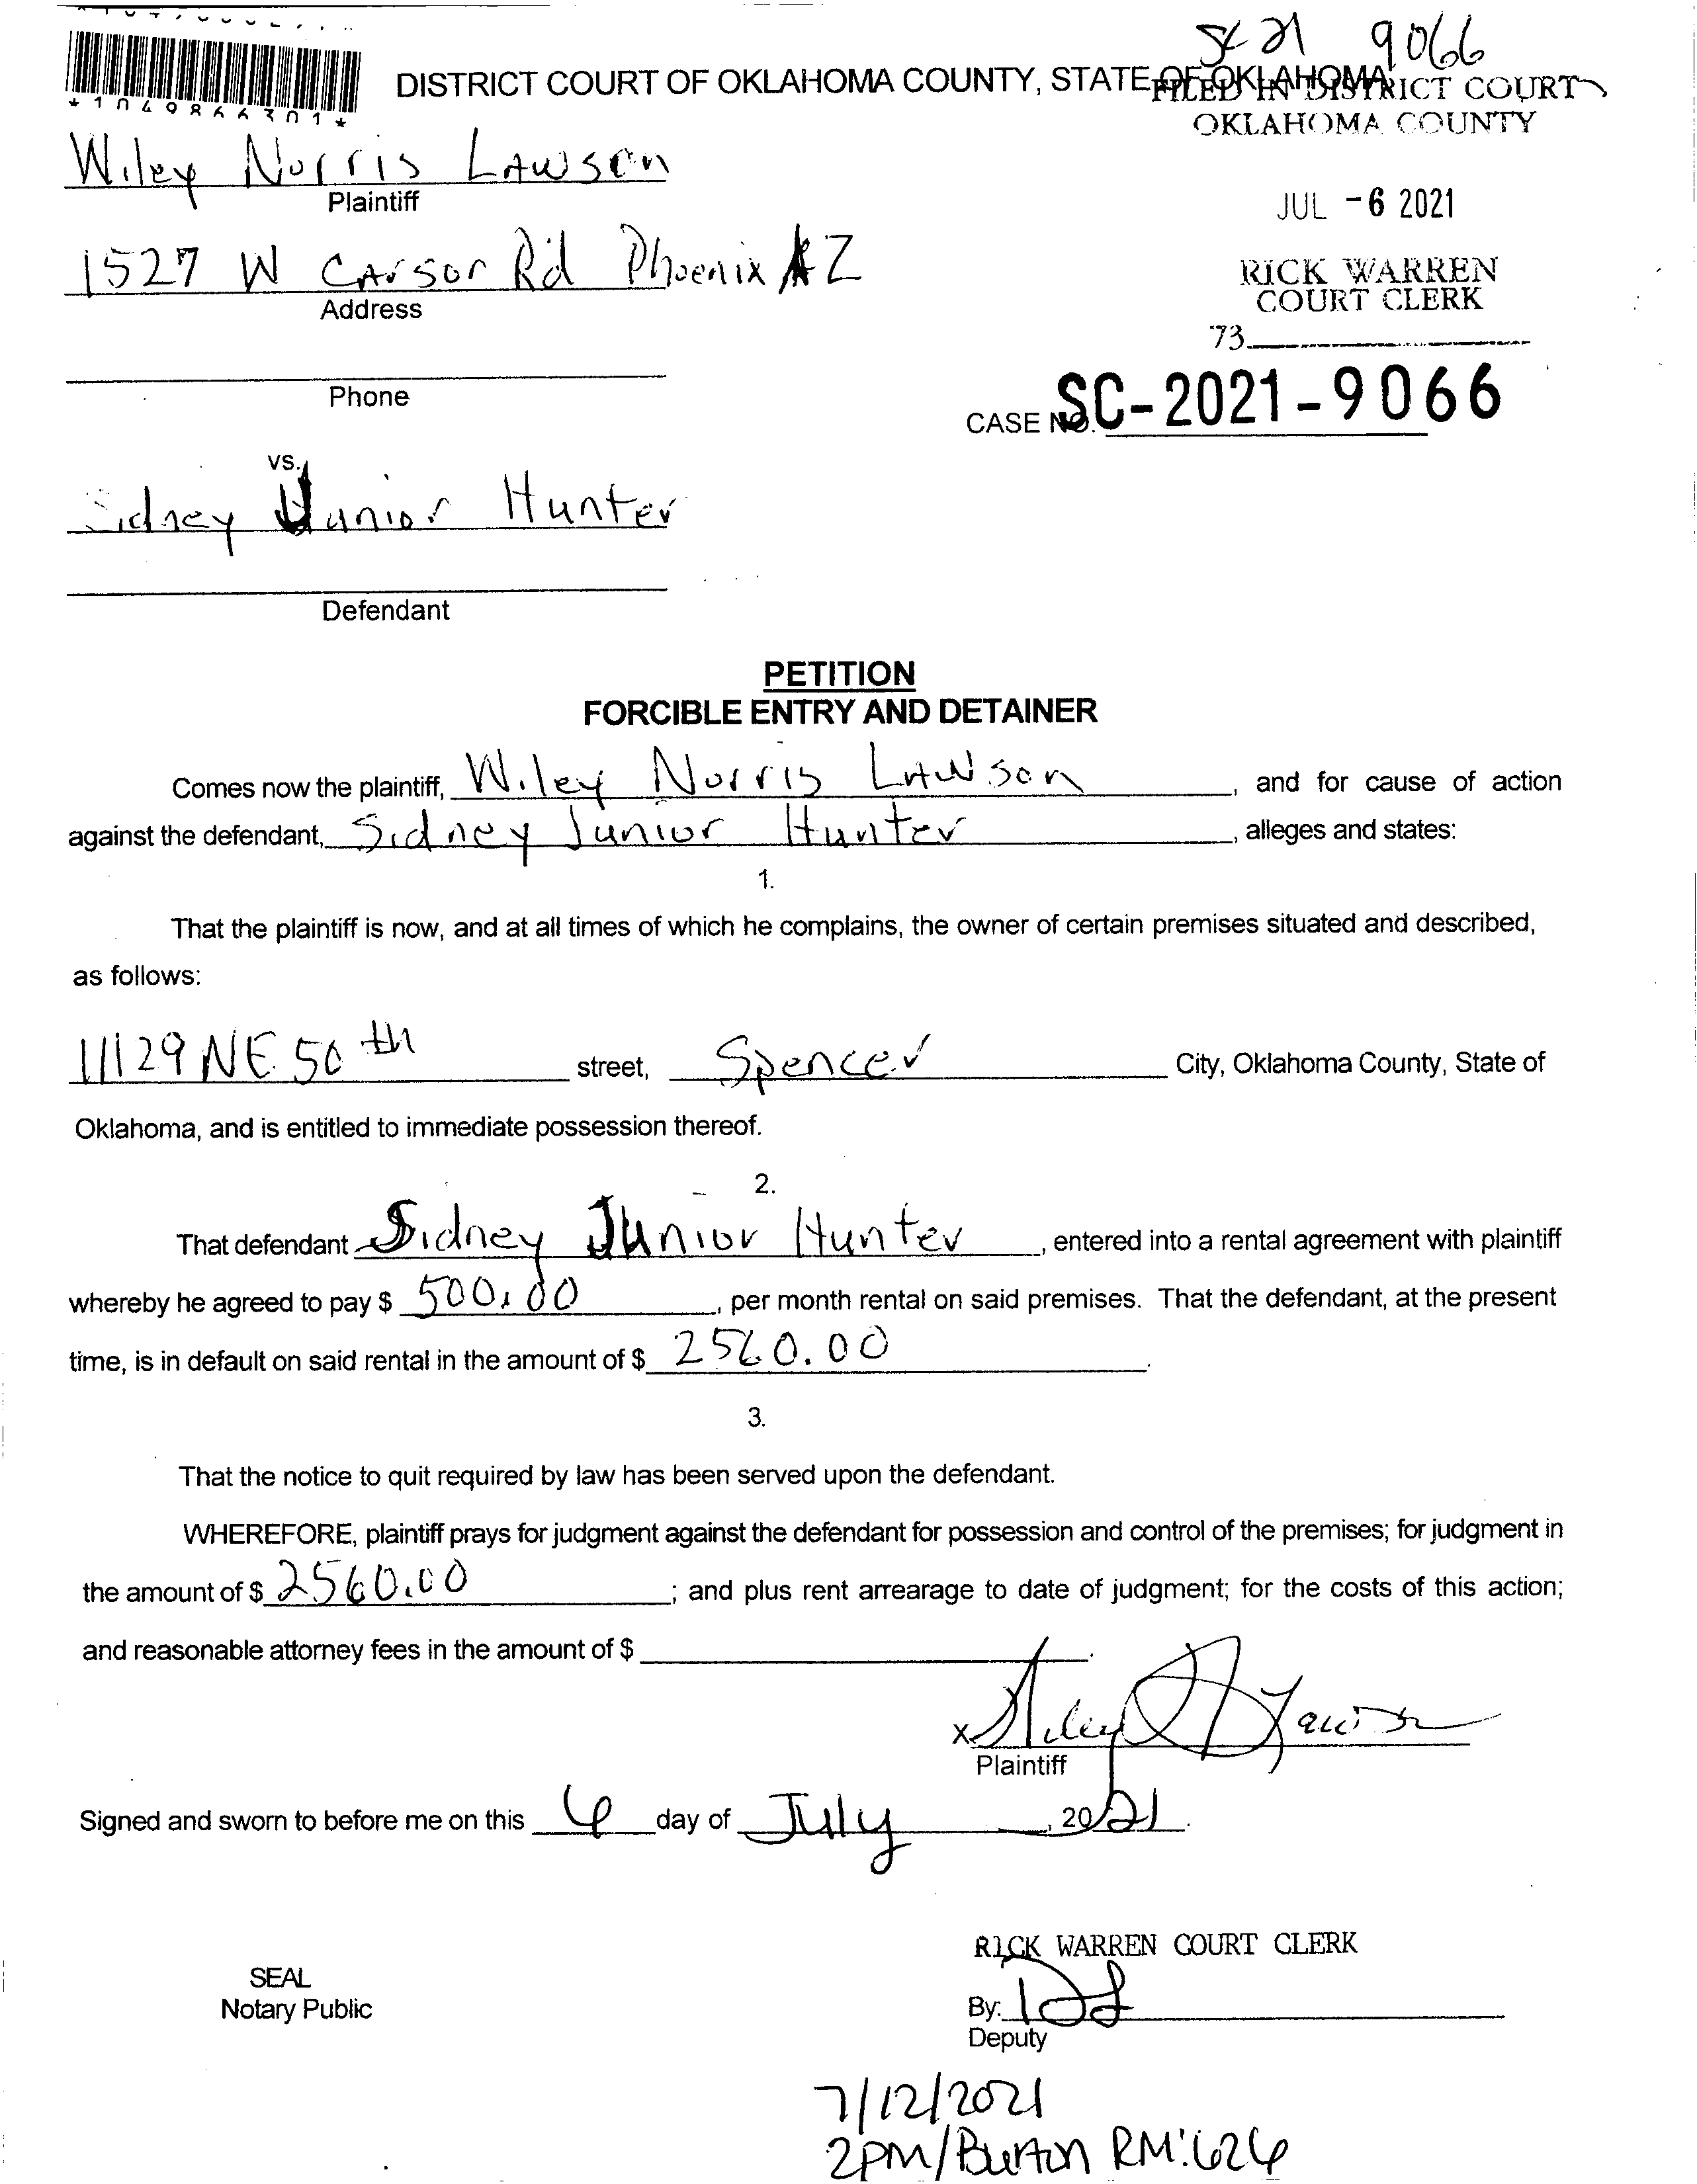 SC 21 9066
*1049866301*
DISTRICT COURT OF OKLAHOMA COUNTY, STATE OF OKLAHOMA
FILED IN DISTRICT COURT
OKLAHOMA COUNTY
Wiley Norris Lawson
Plaintiff
JUL -6 2021
1527 W Carson Rd Phoenix AZ
Address
RICK WARREN
COURT CLERK
73
Phone
CASE NO. SC-2021-9066
vs.
Sidney Junior Hunter
Defendant
PETITION
FORCIBLE ENTRY AND DETAINER
Comes now the plaintiff, Wiley Norris Lawson, and for cause of action
against the defendant, Sidney Junior Hunter, alleges and states:
1.
That the plaintiff is now, and at all times of which he complains, the owner of certain premises situated and described,
as follows:
11129 NE 50th street, Spencer City, Oklahoma County, State of
Oklahoma, and is entitled to immediate possession thereof.
2.
That defendant Sidney Junior Hunter, entered into a rental agreement with plaintiff
whereby he agreed to pay $ 500.00, per month rental on said premises. That the defendant, at the present
time, is in default on said rental in the amount of $ 2560.00.
3.
That the notice to quit required by law has been served upon the defendant.
WHEREFORE, plaintiff prays for judgment against the defendant for possession and control of the premises; for judgment in
the amount of $ 2560.00; and plus rent arrearage to date of judgment; for the costs of this action;
and reasonable attorney fees in the amount of $ .
x Wiley N Lawson
Plaintiff
Signed and sworn to before me on this 6 day of July, 2021.
RICK WARREN COURT CLERK
SEAL
Notary Public
By:
Deputy
7/12/2021
2PM/Burton RM:626